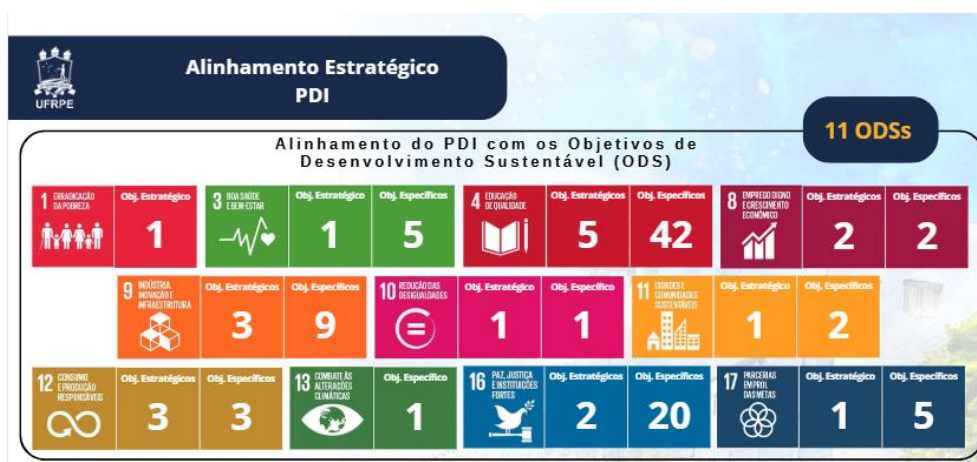 Alinhamento Estratégico
PDI
UFRPE
11 ODSs
Alinhamento do PDI com os Objetivos de
Desenvolvimento Sustentável (ODS)
1 ERRADICAÇÃO
DA POBREZA
Obj. Estratégico
1
3 BOA SAÚDE
E BEM-ESTAR
Obj. Estratégico
1
Obj. Específicos
5
4 EDUCAÇÃO
DE QUALIDADE
Obj. Estratégicos
5
Obj. Específicos
42
8 EMPREGO DIGNO
E CRESCIMENTO
ECONÔMICO
Obj. Estratégicos
2
Obj. Específicos
2
9 INDÚSTRIA,
INOVAÇÃO E
INFRAESTRUTURA
Obj. Estratégicos
3
Obj. Específicos
9
10 REDUÇÃO DAS
DESIGUALDADES
Obj. Estratégico
1
Obj. Específico
1
11 CIDADES E
COMUNIDADES
SUSTENTÁVEIS
Obj. Estratégico
1
Obj. Específicos
2
12 CONSUMO
E PRODUÇÃO
RESPONSÁVEIS
Obj. Estratégicos
3
Obj. Específicos
3
13 COMBATE ÀS
ALTERAÇÕES
CLIMÁTICAS
Obj. Específico
1
16 PAZ, JUSTIÇA
E INSTITUIÇÕES
FORTES
Obj. Estratégicos
2
Obj. Específicos
20
17 PARCERIAS
EM PROL
DAS METAS
Obj. Estratégico
1
Obj. Específicos
5